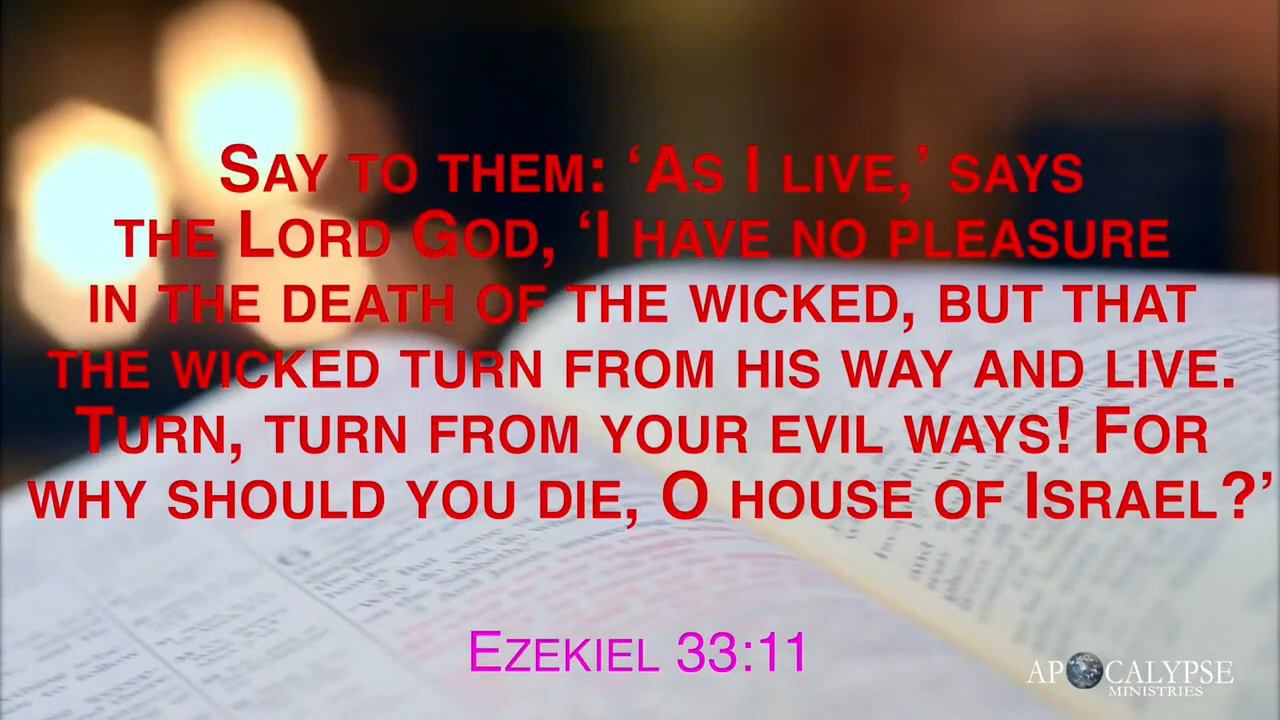 Say to them: ‘As I live,’ says
the Lord God, ‘I have no pleasure
in the death of the wicked, but that
the wicked turn from his way and live.
Turn, turn from your evil ways! For
why should you die, O house of Israel?’
Ezekiel 33:11
APOCALYPSE
MINISTRIES